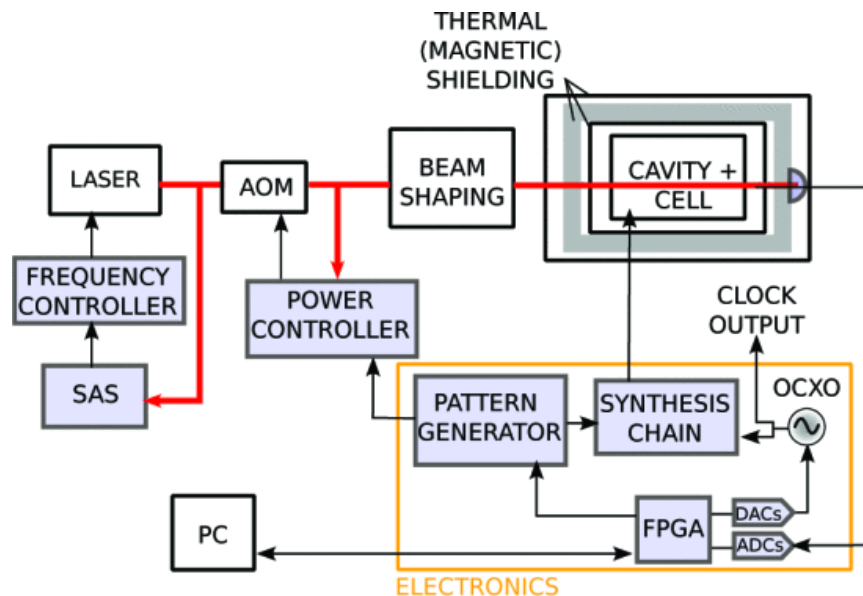 THERMAL
(MAGNETIC)
SHIELDING
LASER
AOM
BEAM
SHAPING
CAVITY +
CELL
FREQUENCY
CONTROLLER
POWER
CONTROLLER
CLOCK
OUTPUT
SAS
PATTERN
GENERATOR
SYNTHESIS
CHAIN
OCXO
PC
FPGA
DACs
ADCs
ELECTRONICS